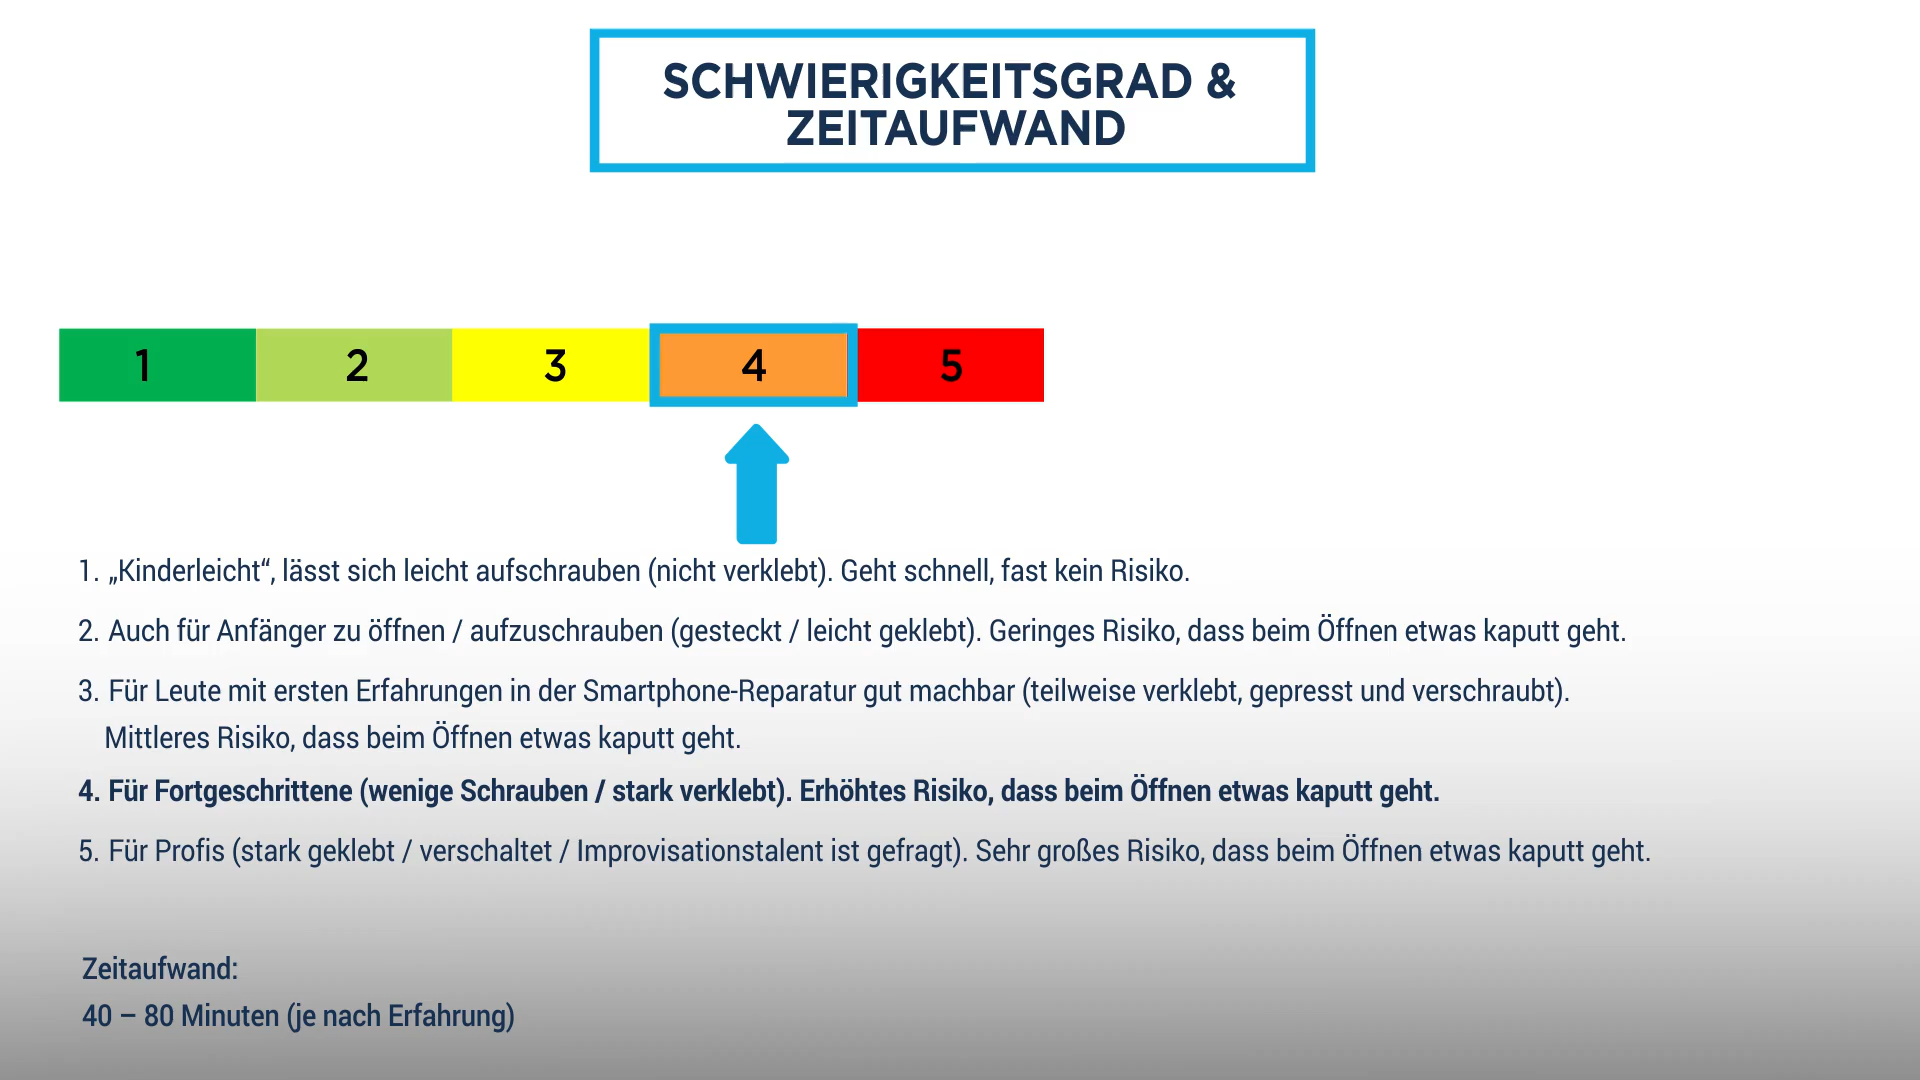 SCHWIERIGKEITSGRAD &
ZEITAUFWAND
1 2 3 4 5
1. „Kinderleicht“, lässt sich leicht aufschrauben (nicht verklebt). Geht schnell, fast kein Risiko.
2. Auch für Anfänger zu öffnen / aufzuschrauben (gesteckt / leicht geklebt). Geringes Risiko, dass beim Öffnen etwas kaputt geht.
3. Für Leute mit ersten Erfahrungen in der Smartphone-Reparatur gut machbar (teilweise verklebt, gepresst und verschraubt).
Mittleres Risiko, dass beim Öffnen etwas kaputt geht.
4. Für Fortgeschrittene (wenige Schrauben / stark verklebt). Erhöhtes Risiko, dass beim Öffnen etwas kaputt geht.
5. Für Profis (stark geklebt / verschaltet / Improvisationstalent ist gefragt). Sehr großes Risiko, dass beim Öffnen etwas kaputt geht.
Zeitaufwand:
40 – 80 Minuten (je nach Erfahrung)